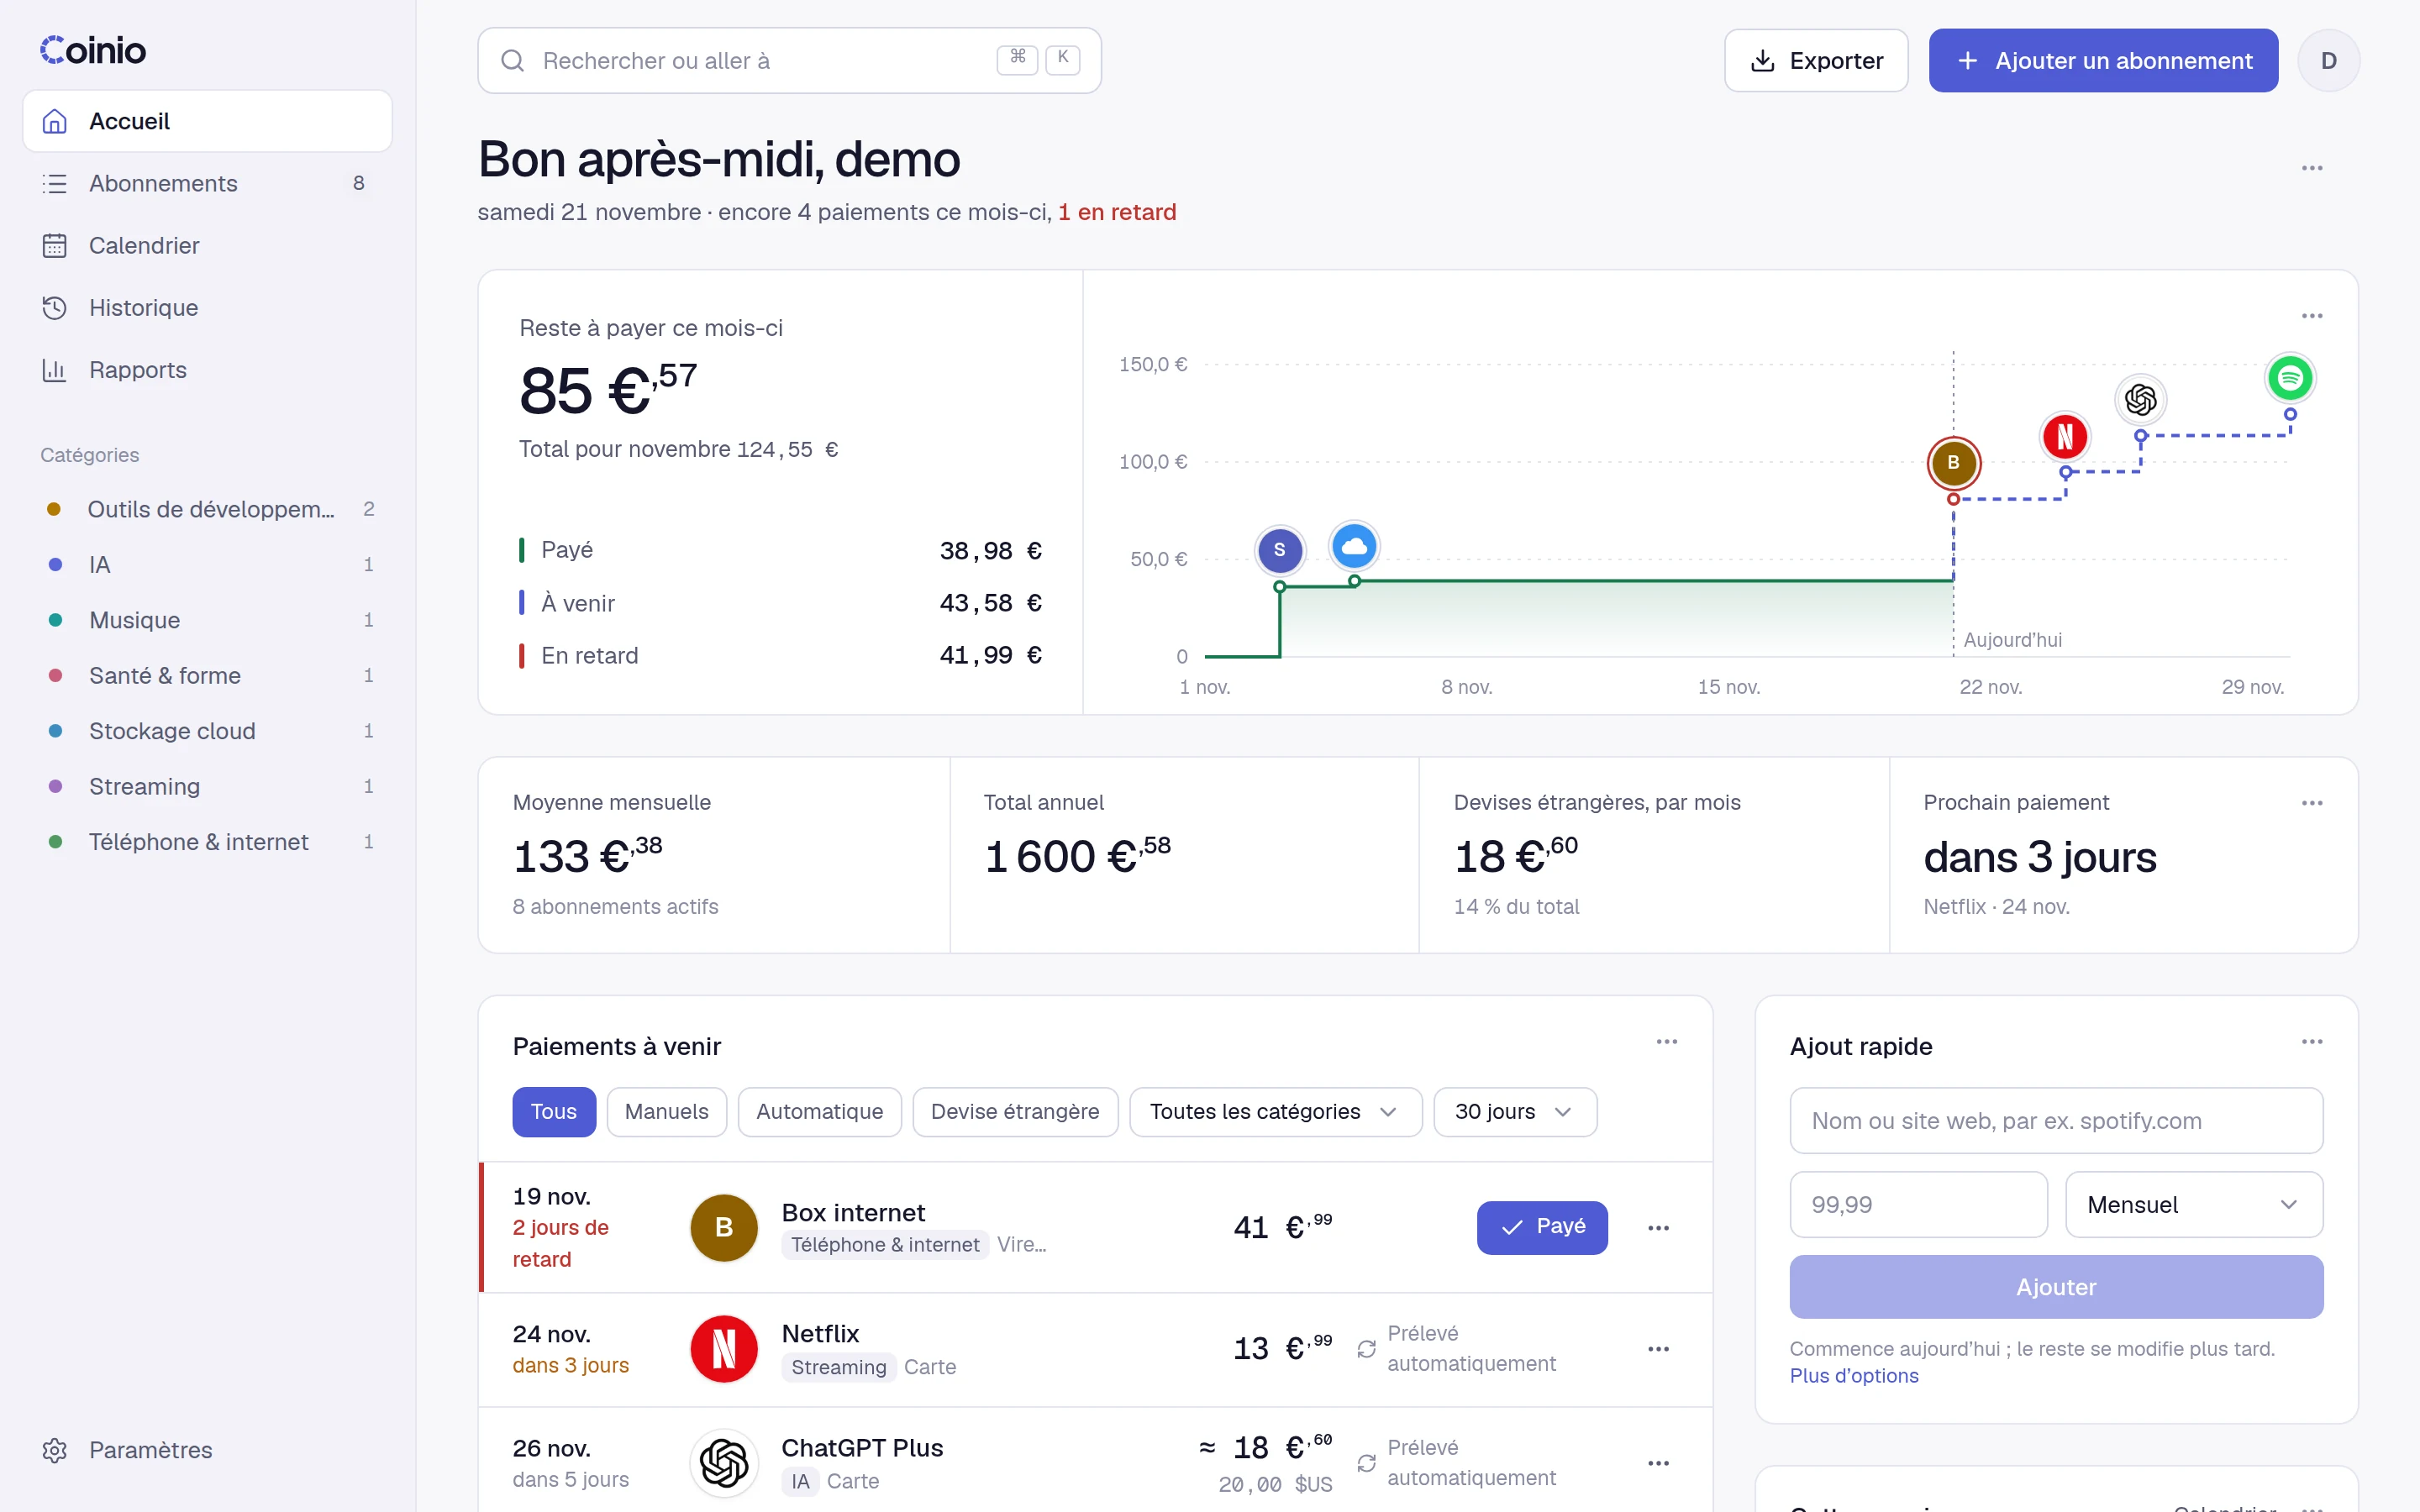 Coinio
Accueil
Abonnements 8
Calendrier
Historique
Rapports
Catégories
Outils de développem... 2
IA 1
Musique 1
Santé & forme 1
Stockage cloud 1
Streaming 1
Téléphone & internet 1
Paramètres
Rechercher ou aller à ⌘ K
Exporter
Ajouter un abonnement
D
Bon après-midi, demo
samedi 21 novembre · encore 4 paiements ce mois-ci, 1 en retard
Reste à payer ce mois-ci
85 €,57
Total pour novembre 124,55 €
Payé 38,98 €
À venir 43,58 €
En retard 41,99 €
150,0 €
100,0 €
50,0 €
0
S
B
N
Aujourd’hui
1 nov. 8 nov. 15 nov. 22 nov. 29 nov.
Moyenne mensuelle
133 €,38
8 abonnements actifs
Total annuel
1 600 €,58
Devises étrangères, par mois
18 €,60
14 % du total
Prochain paiement
dans 3 jours
Netflix · 24 nov.
Paiements à venir
Tous Manuels Automatique Devise étrangère Toutes les catégories 30 jours
19 nov.
2 jours de
retard
B
Box internet
Téléphone & internet Vire...
41 €,99
Payé
24 nov.
dans 3 jours
N
Netflix
Streaming Carte
13 €,99
Prélevé
automatiquement
26 nov.
dans 5 jours
ChatGPT Plus
IA Carte
≈ 18 €,60
20,00 $US
Prélevé
automatiquement
Ajout rapide
Nom ou site web, par ex. spotify.com
99,99
Mensuel
Ajouter
Commence aujourd’hui ; le reste se modifie plus tard.
Plus d’options